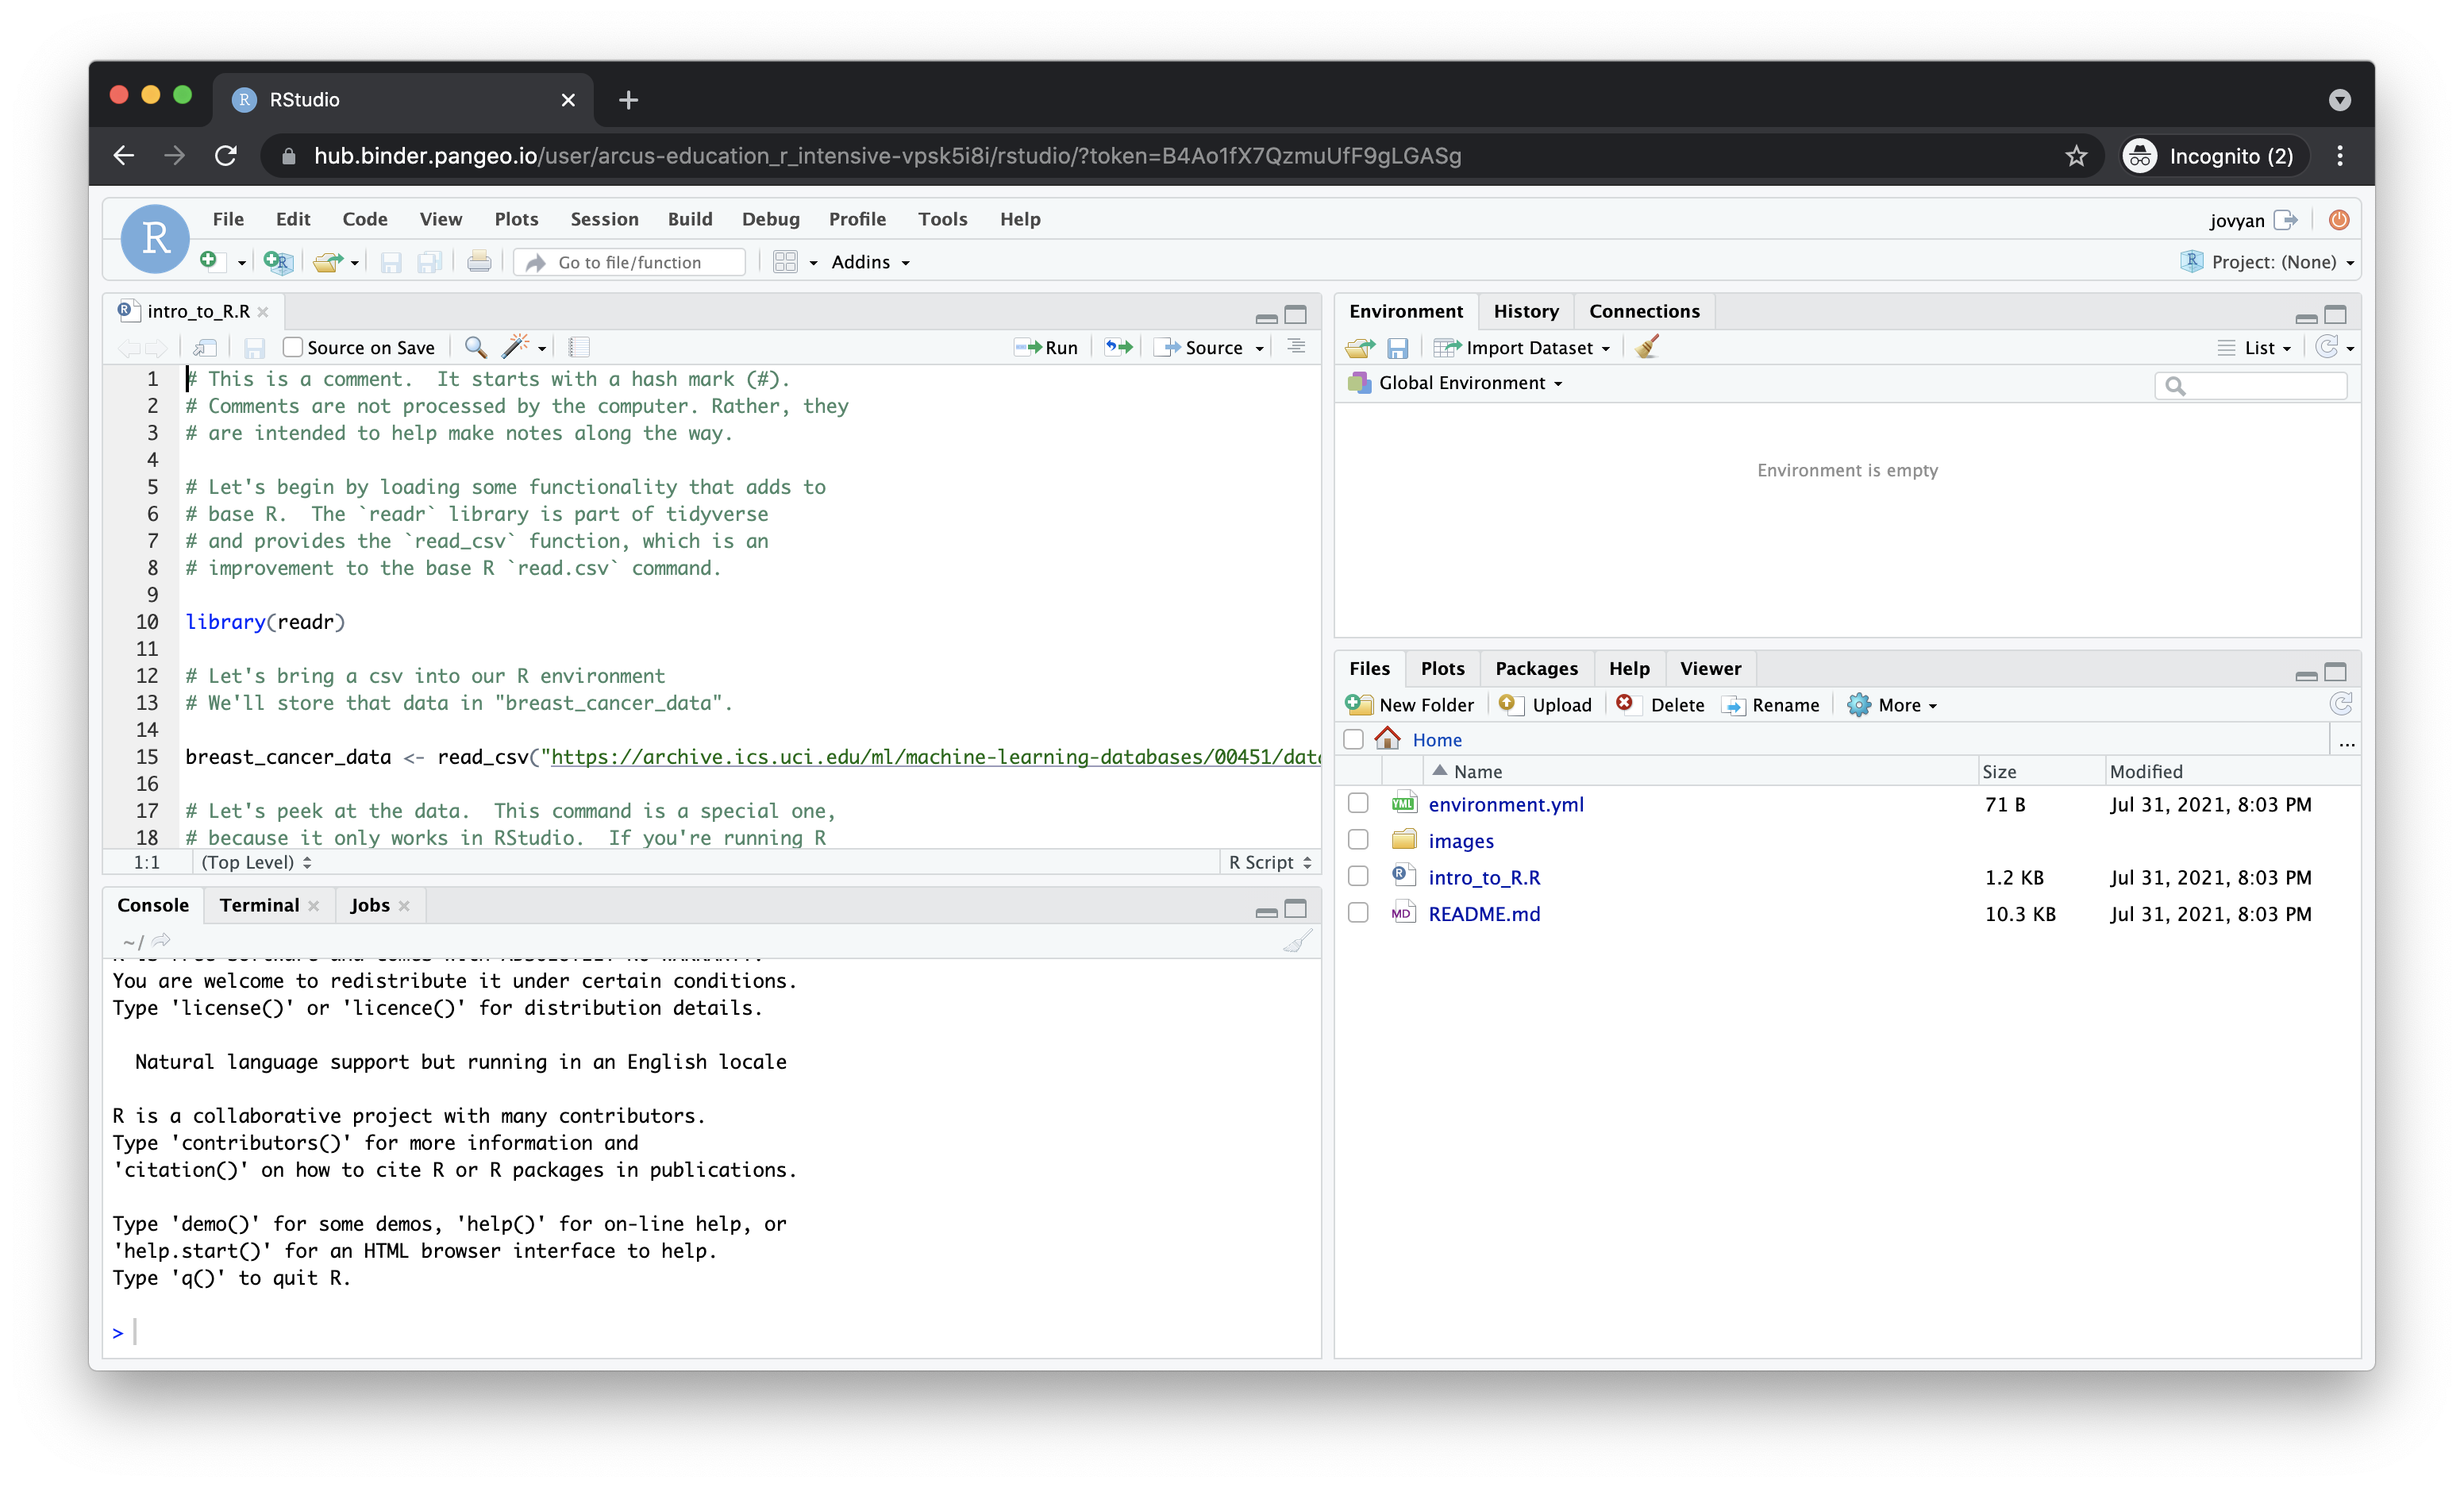 RStudio
hub.binder.pangeo.io/user/arcus-education_r_intensive-vpsk5i8i/rstudio/?token=B4Ao1fX7QzmuUfF9gLGASg
Incognito (2)
R
File Edit Code View Plots Session Build Debug Profile Tools Help
jovyan
Go to file/function
Addins
Project: (None)
intro_to_R.R
Source on Save
Run
Source
1 # This is a comment.  It starts with a hash mark (#).
2 # Comments are not processed by the computer. Rather, they
3 # are intended to help make notes along the way.
4
5 # Let's begin by loading some functionality that adds to
6 # base R.  The `readr` library is part of tidyverse
7 # and provides the `read_csv` function, which is an
8 # improvement to the base R `read.csv` command.
9
10 library(readr)
11
12 # Let's bring a csv into our R environment
13 # We'll store that data in "breast_cancer_data".
14
15 breast_cancer_data <- read_csv("https://archive.ics.uci.edu/ml/machine-learning-databases/00451/dat
16
17 # Let's peek at the data.  This command is a special one,
18 # because it only works in RStudio.  If you're running R
1:1
(Top Level)
R Script
Console
Terminal
Jobs
~/
You are welcome to redistribute it under certain conditions.
Type 'license()' or 'licence()' for distribution details.
Natural language support but running in an English locale
R is a collaborative project with many contributors.
Type 'contributors()' for more information and
'citation()' on how to cite R or R packages in publications.
Type 'demo()' for some demos, 'help()' for on-line help, or
'help.start()' for an HTML browser interface to help.
Type 'q()' to quit R.
>
Environment
History
Connections
Import Dataset
List
Global Environment
Environment is empty
Files
Plots
Packages
Help
Viewer
New Folder
Upload
Delete
Rename
More
Home
...
Name Size Modified
YML environment.yml 71 B Jul 31, 2021, 8:03 PM
images
R intro_to_R.R 1.2 KB Jul 31, 2021, 8:03 PM
MD README.md 10.3 KB Jul 31, 2021, 8:03 PM